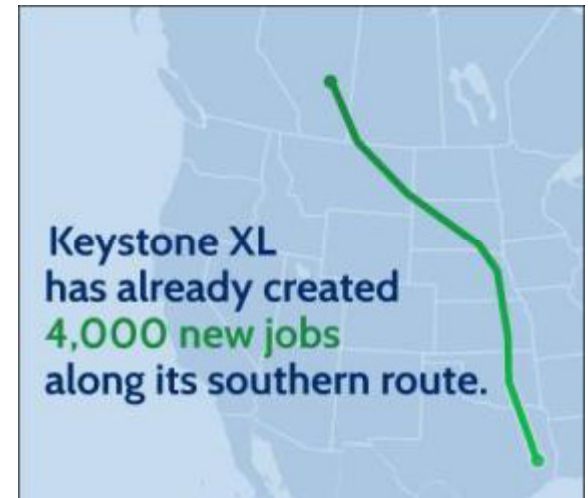 Keystone XL
has already created
4,000 new jobs
along its southern route.